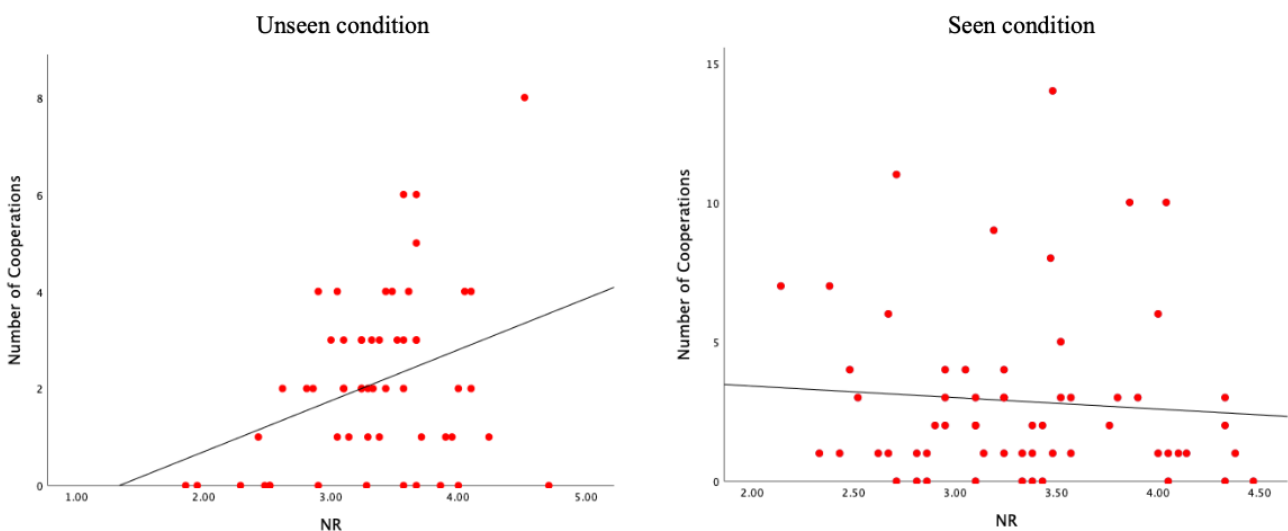 Unseen condition
Number of Cooperations
8
6
4
2
0
1.00 2.00 3.00 4.00 5.00
NR
Seen condition
Number of Cooperations
15
10
5
0
2.00 2.50 3.00 3.50 4.00 4.50
NR